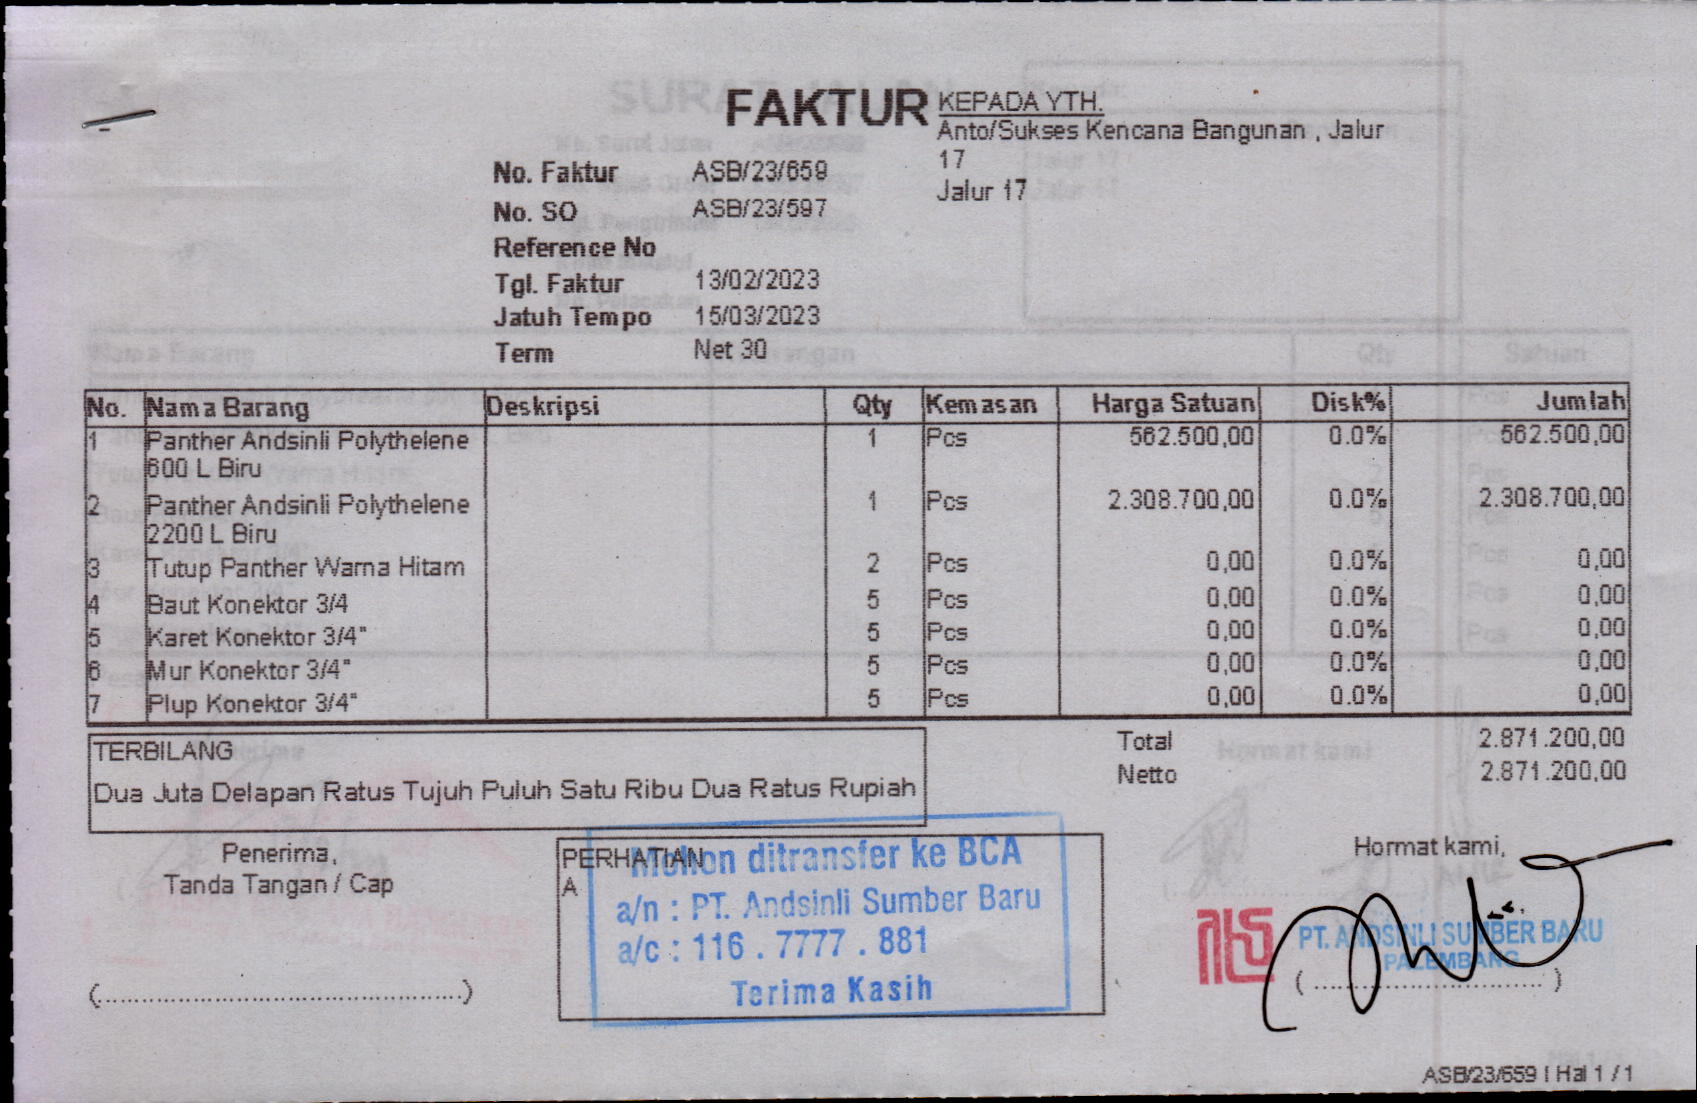 FAKTUR
KEPADA YTH.
Anto/Sukses Kencana Bangunan , Jalur
17
Jalur 17
No. Faktur ASB/23/659
No. SO ASB/23/597
Reference No
Tgl. Faktur 13/02/2023
Jatuh Tempo 15/03/2023
Term Net 30
No. Nama Barang Deskripsi Qty Kemasan Harga Satuan Disk% Jumlah
1 Panther Andsinli Polythelene 1 Pcs 562.500,00 0.0% 562.500,00
600 L Biru
2 Panther Andsinli Polythelene 1 Pcs 2.308.700,00 0.0% 2.308.700,00
2200 L Biru
3 Tutup Panther Warna Hitam 2 Pcs 0,00 0.0% 0,00
4 Baut Konektor 3/4 5 Pcs 0,00 0.0% 0,00
5 Karet Konektor 3/4" 5 Pcs 0,00 0.0% 0,00
6 Mur Konektor 3/4" 5 Pcs 0,00 0.0% 0,00
7 Plup Konektor 3/4" 5 Pcs 0,00 0.0% 0,00
TERBILANG
Dua Juta Delapan Ratus Tujuh Puluh Satu Ribu Dua Ratus Rupiah
Total 2.871.200,00
Netto 2.871.200,00
Penerima,
Tanda Tangan / Cap
(..................................................)
PERHATIAN
A
Mohon ditransfer ke BCA
a/n : PT. Andsinli Sumber Baru
a/c : 116 . 7777 . 881
Terima Kasih
Hormat kami,
PT. ANDSINLI SUMBER BARU
PALEMBANG
(................................)
ASB/23/659 | Hal 1 / 1